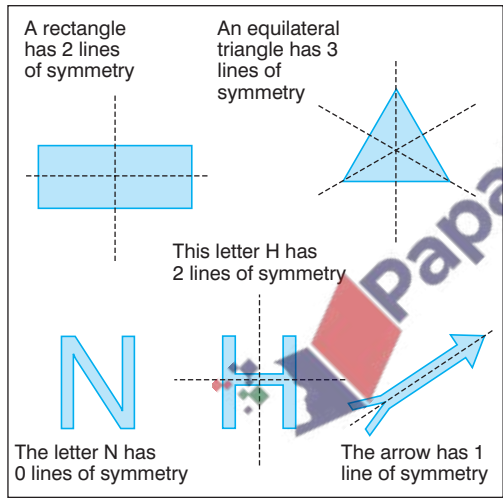 A rectangle
has 2 lines
of symmetry
An equilateral
triangle has 3
lines of
symmetry
This letter H has
2 lines of symmetry
Papa
N
H
The letter N has
0 lines of symmetry
The arrow has 1
line of symmetry